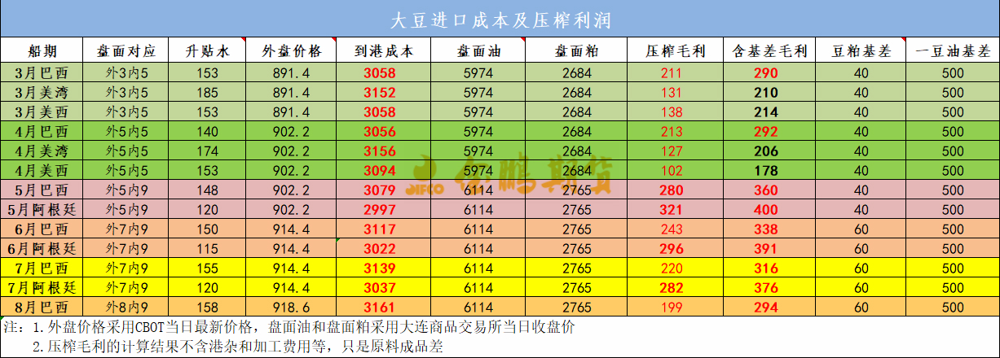 大豆进口成本及压榨利润
船期 盘面对应 升贴水 外盘价格 到港成本 盘面油 盘面粕 压榨毛利 含基差毛利 豆粕基差 一豆油基差
3月巴西 外3内5 153 891.4 3058 5974 2684 211 290 40 500
3月美湾 外3内5 185 891.4 3152 5974 2684 131 210 40 500
3月美西 外3内5 153 891.4 3058 5974 2684 138 214 40 500
4月巴西 外5内5 140 902.2 3056 5974 2684 213 292 40 500
4月美湾 外5内5 174 902.2 3156 5974 2684 127 206 40 500
4月美西 外5内5 153 902.2 3094 5974 2684 102 178 40 500
5月巴西 外5内9 148 902.2 3079 6114 2765 280 360 40 500
5月阿根廷 外5内9 120 902.2 2997 6114 2765 321 400 40 500
6月巴西 外7内9 150 914.4 3117 6114 2765 243 338 60 500
6月阿根廷 外7内9 115 914.4 3022 6114 2765 296 391 60 500
7月巴西 外7内9 155 914.4 3139 6114 2765 220 316 60 500
7月阿根廷 外7内9 120 914.4 3037 6114 2765 282 376 60 500
8月巴西 外8内9 158 918.6 3161 6114 2765 199 294 60 500
注：1.外盘价格采用CBOT当日最新价格，盘面油和盘面粕采用大连商品交易所当日收盘价
2.压榨毛利的计算结果不含港杂和加工费用等，只是原料成品差
JIFCO 金鹏期货